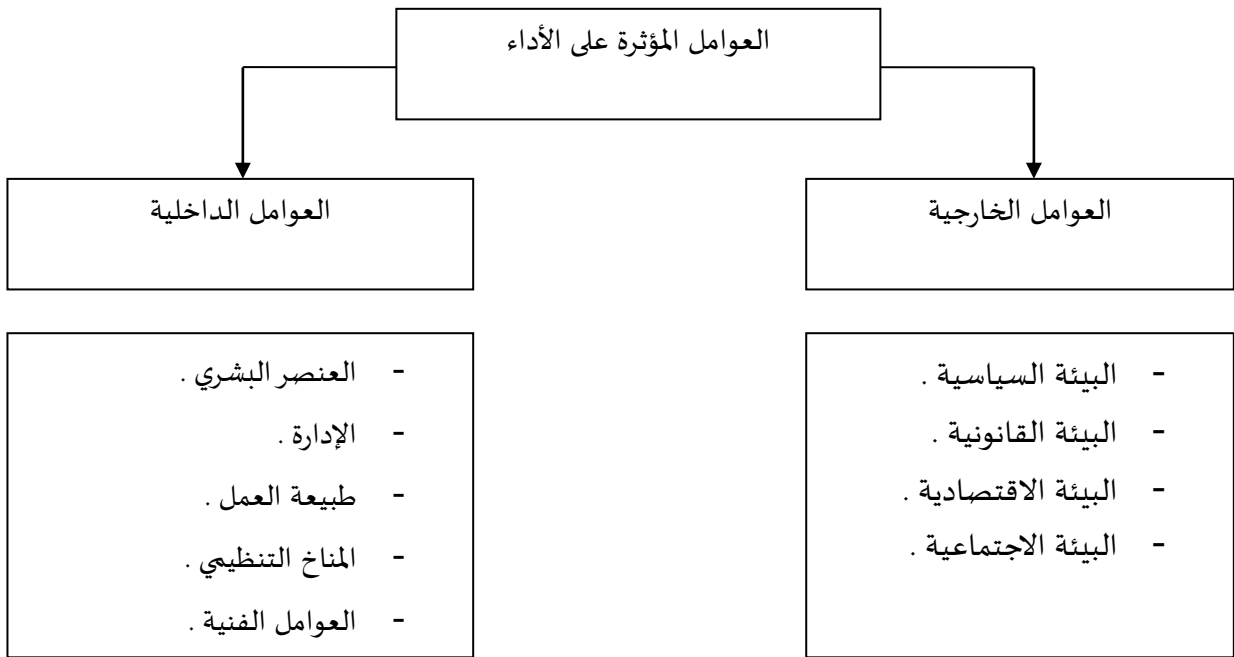 العوامل المؤثرة على الأداء
العوامل الخارجية
العوامل الداخلية
- البيئة السياسية .
- البيئة القانونية .
- البيئة الاقتصادية .
- البيئة الاجتماعية .
- العنصر البشري .
- الإدارة .
- طبيعة العمل .
- المناخ التنظيمي .
- العوامل الفنية .